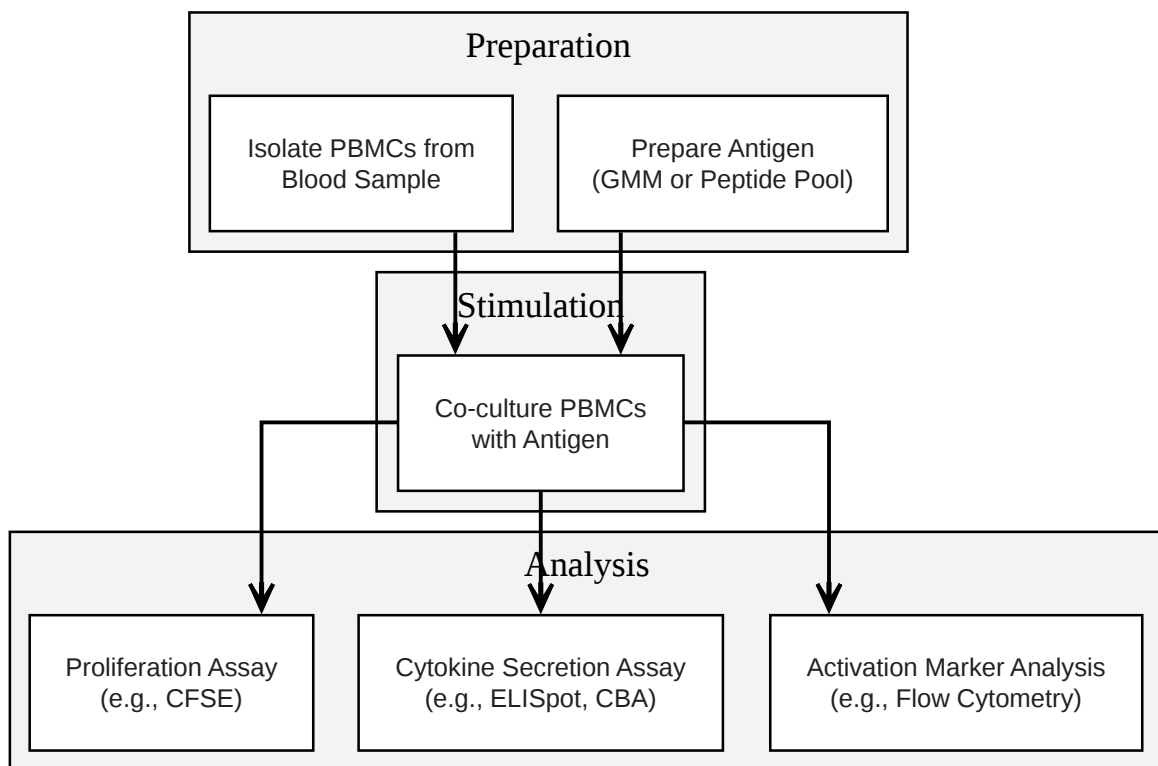 Preparation
Isolate PBMCs from
Blood Sample
Prepare Antigen
(GMM or Peptide Pool)
Stimulation
Co-culture PBMCs
with Antigen
Analysis
Proliferation Assay
(e.g., CFSE)
Cytokine Secretion Assay
(e.g., ELISpot, CBA)
Activation Marker Analysis
(e.g., Flow Cytometry)